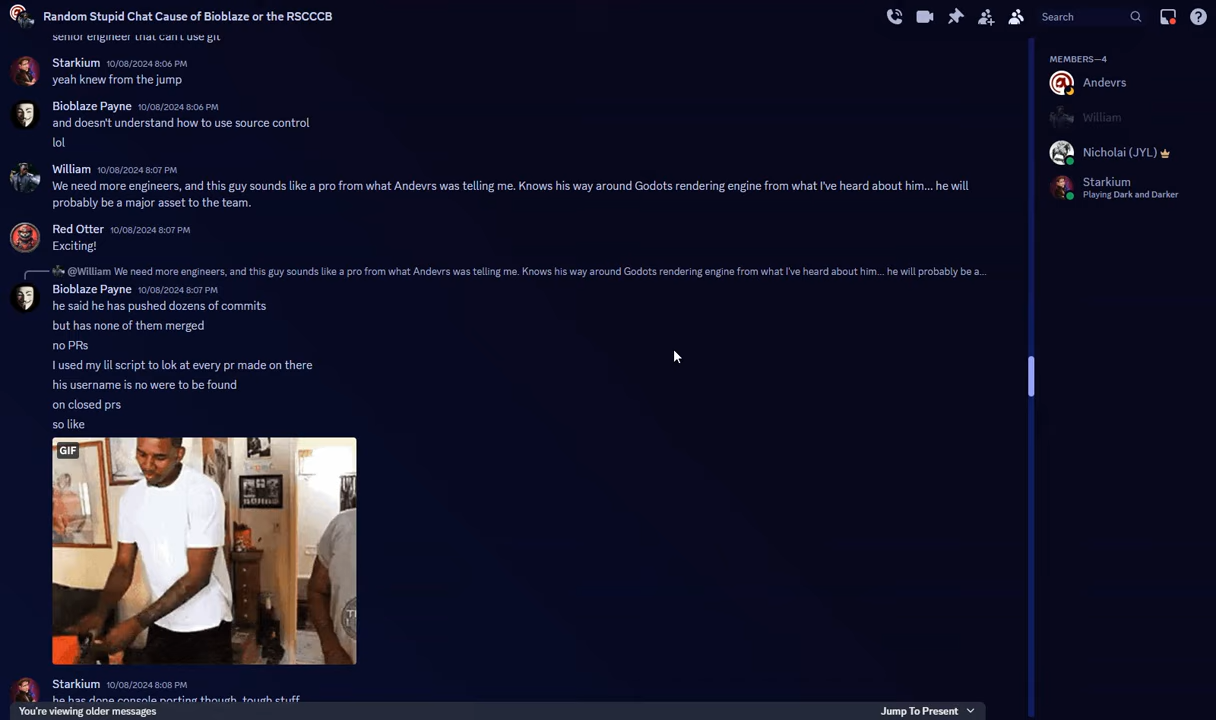 Random Stupid Chat Cause of Bioblaze or the RSCCCB
Search
senior engineer that can't use git
Starkium 10/08/2024 8:06 PM
yeah knew from the jump
Bioblaze Payne 10/08/2024 8:06 PM
and doesn't understand how to use source control
lol
William 10/08/2024 8:07 PM
We need more engineers, and this guy sounds like a pro from what Andevrs was telling me. Knows his way around Godots rendering engine from what I've heard about him... he will
probably be a major asset to the team.
Red Otter 10/08/2024 8:07 PM
Exciting!
@William We need more engineers, and this guy sounds like a pro from what Andevrs was telling me. Knows his way around Godots rendering engine from what I've heard about him... he will probably be a...
Bioblaze Payne 10/08/2024 8:07 PM
he said he has pushed dozens of commits
but has none of them merged
no PRs
I used my lil script to lok at every pr made on there
his username is no were to be found
on closed prs
so like
GIF
Starkium 10/08/2024 8:08 PM
he has done console porting though, tough stuff
You're viewing older messages
Jump To Present
MEMBERS—4
Andevrs
William
Nicholai (JYL)
Starkium
Playing Dark and Darker